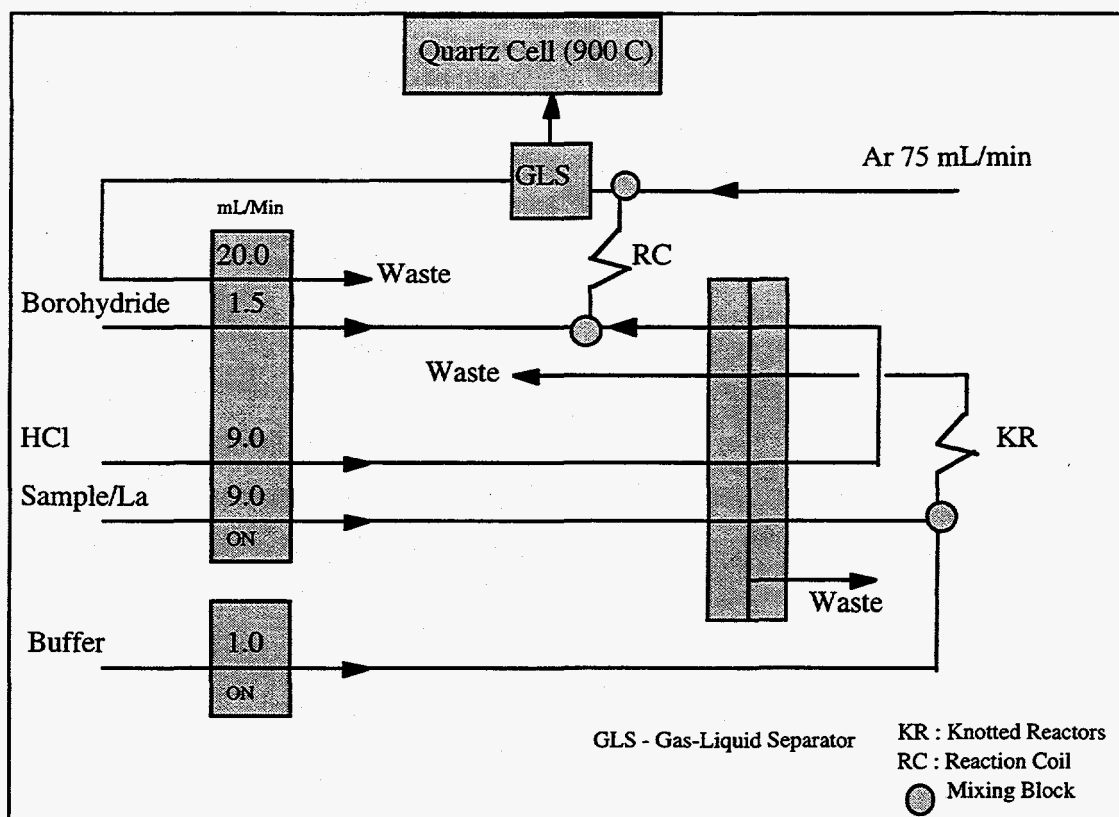 Quartz Cell (900 C)
GLS
Ar 75 mL/min
mL/Min
RC
20.0
Waste
Borohydride
1.5
Waste
HCl
9.0
KR
Sample/La
9.0
ON
Waste
Buffer
1.0
ON
GLS - Gas-Liquid Separator
KR : Knotted Reactors
RC : Reaction Coil
Mixing Block